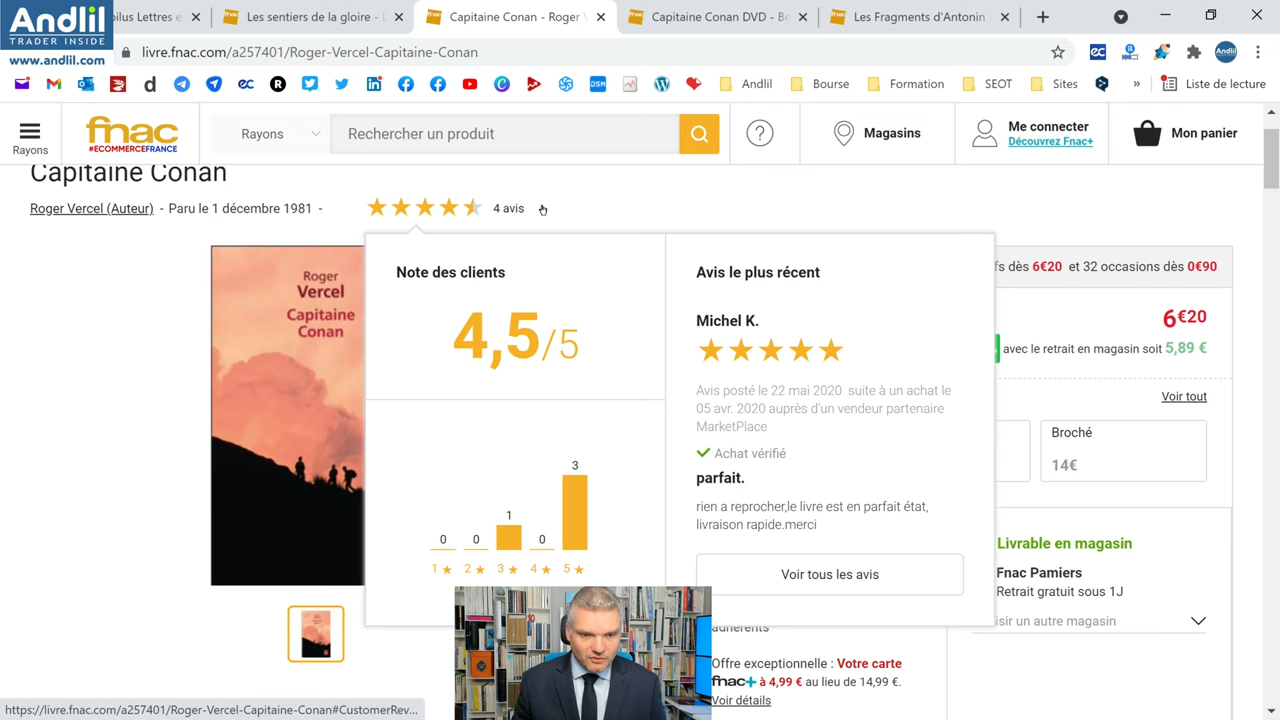 Andlil
TRADER INSIDE
www.andlil.com
oilus Lettres e
Les sentiers de la gloire - D
Capitaine Conan - Roger V
Capitaine Conan DVD - Be
Les Fragments d'Antonin -
livre.fnac.com/a257401/Roger-Vercel-Capitaine-Conan
Andlil
Bourse
Formation
SEOT
Sites
»
Liste de lecture
Rayons
fnac
#ECOMMERCEFRANCE
Rayons
Rechercher un produit
?
Magasins
Me connecter
Découvrez Fnac+
Mon panier
Capitaine Conan
Roger Vercel (Auteur) - Paru le 1 décembre 1981 -
4 avis
Roger
Vercel
Capitaine
Conan
Note des clients
4,5/5
3
1
0 0 0
1 ★ 2 ★ 3 ★ 4 ★ 5 ★
Avis le plus récent
Michel K.
Avis posté le 22 mai 2020 suite à un achat le
05 avr. 2020 auprès d'un vendeur partenaire
MarketPlace
Achat vérifié
parfait.
rien a reprocher,le livre est en parfait état,
livraison rapide.merci
Voir tous les avis
fs dès 6€20 et 32 occasions dès 0€90
6€20
avec le retrait en magasin soit 5,89 €
Voir tout
Broché
14€
Livrable en magasin
Fnac Pamiers
Retrait gratuit sous 1J
isir un autre magasin
adhérents
Offre exceptionnelle : Votre carte
fnac+ à 4,99 € au lieu de 14,99 €.
Voir détails
https://livre.fnac.com/a257401/Roger-Vercel-Capitaine-Conan#CustomerRev...